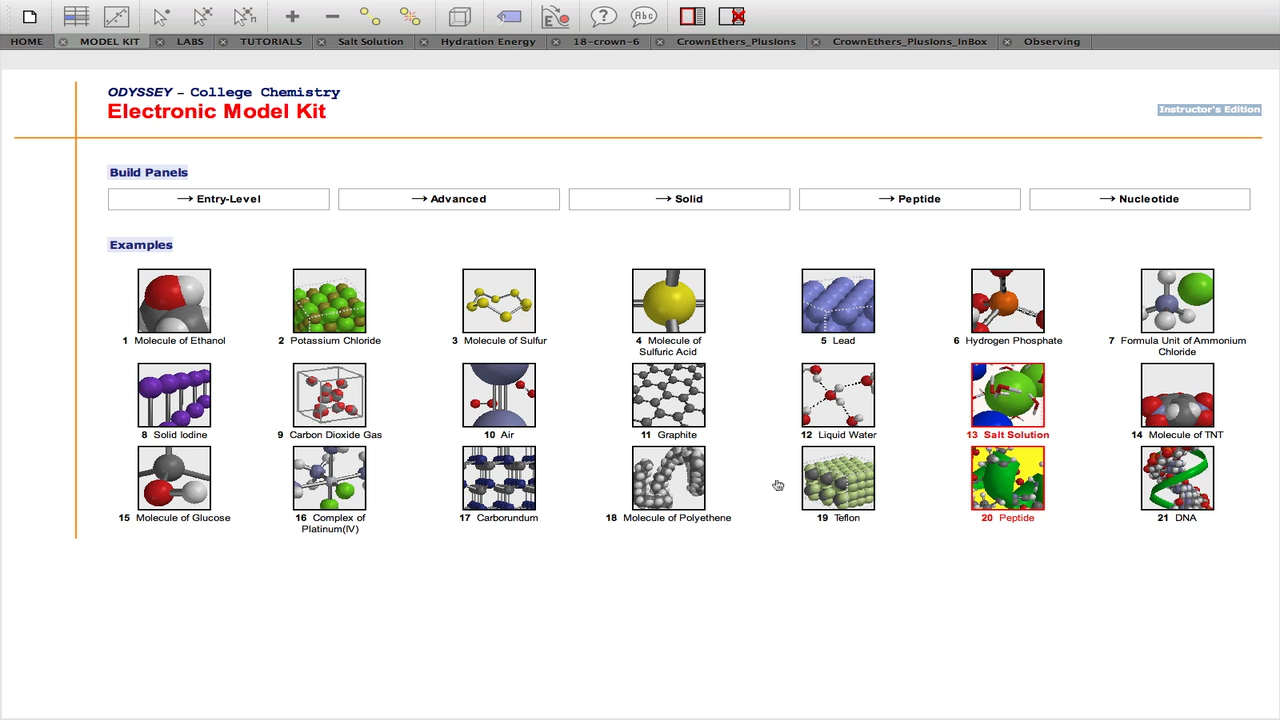 n
E
?
Abc
HOME
MODEL KIT
LABS
TUTORIALS
Salt Solution
Hydration Energy
18-crown-6
CrownEthers_PlusIons
CrownEthers_PlusIons_InBox
Observing
ODYSSEY – College Chemistry
Electronic Model Kit
Instructor's Edition
Build Panels
→ Entry-Level
→ Advanced
→ Solid
→ Peptide
→ Nucleotide
Examples
1 Molecule of Ethanol
2 Potassium Chloride
3 Molecule of Sulfur
4 Molecule of
Sulfuric Acid
5 Lead
6 Hydrogen Phosphate
7 Formula Unit of Ammonium
Chloride
8 Solid Iodine
9 Carbon Dioxide Gas
10 Air
11 Graphite
12 Liquid Water
13 Salt Solution
14 Molecule of TNT
15 Molecule of Glucose
16 Complex of
Platinum(IV)
17 Carborundum
18 Molecule of Polyethene
19 Teflon
20 Peptide
21 DNA